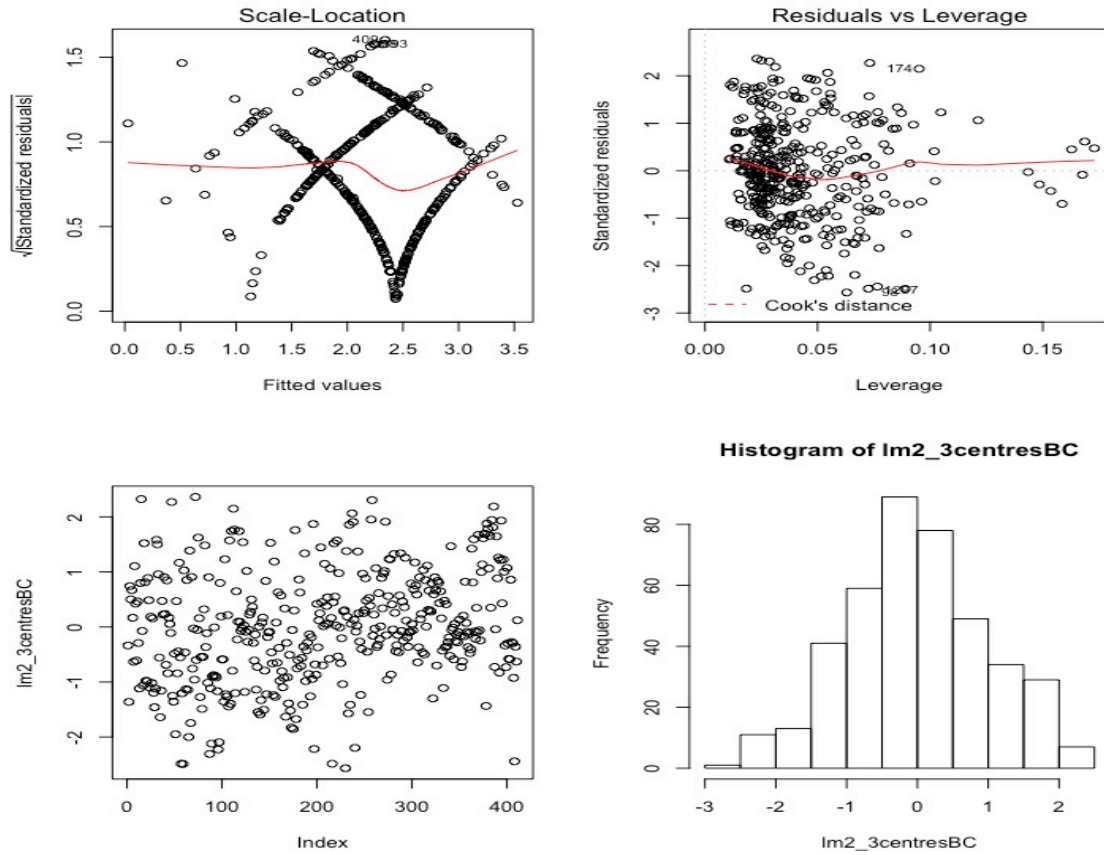 Scale-Location
√|Standardized residuals|
0.0 0.5 1.0 1.5
0.0 0.5 1.0 1.5 2.0 2.5 3.0 3.5
Fitted values
Residuals vs Leverage
Standardized residuals
-3 -2 -1 0 1 2
174
Cook's distance
0.00 0.05 0.10 0.15
Leverage
lm2_3centresBC
-2 -1 0 1 2
0 100 200 300 400
Index
Histogram of lm2_3centresBC
Frequency
0 20 40 60 80
-3 -2 -1 0 1 2
lm2_3centresBC